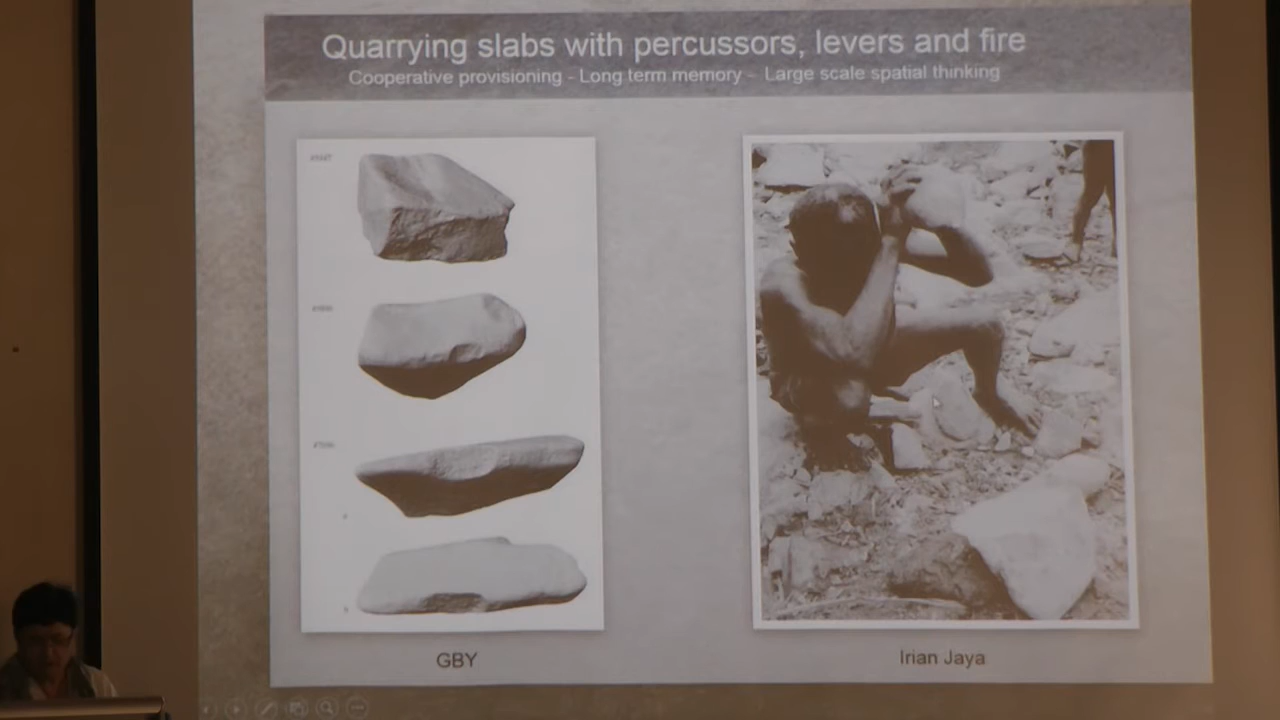 Quarrying slabs with percussors, levers and fire
Cooperative provisioning - Long term memory - Large scale spatial thinking
GBY
Irian Jaya